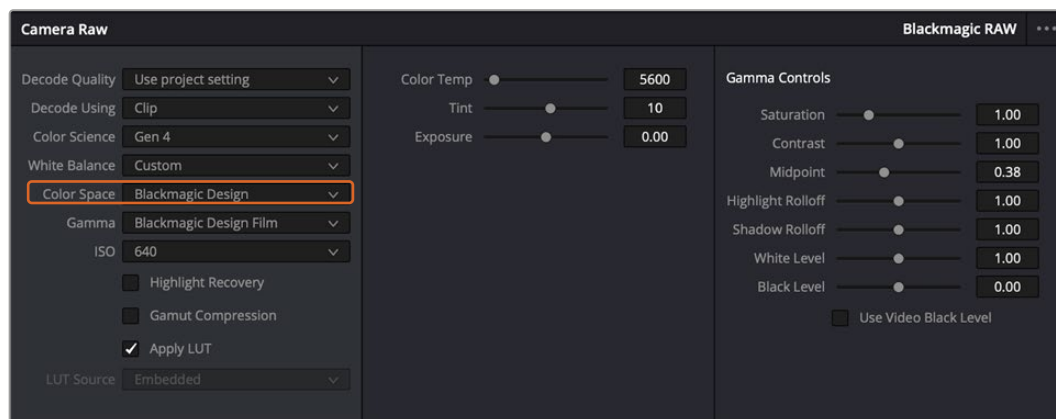 Camera Raw
Blackmagic RAW
Decode Quality Use project setting
Decode Using Clip
Color Science Gen 4
White Balance Custom
Color Space Blackmagic Design
Gamma Blackmagic Design Film
ISO 640
Highlight Recovery
Gamut Compression
Apply LUT
LUT Source Embedded
Color Temp 5600
Tint 10
Exposure 0.00
Gamma Controls
Saturation 1.00
Contrast 1.00
Midpoint 0.38
Highlight Rolloff 1.00
Shadow Rolloff 1.00
White Level 1.00
Black Level 0.00
Use Video Black Level